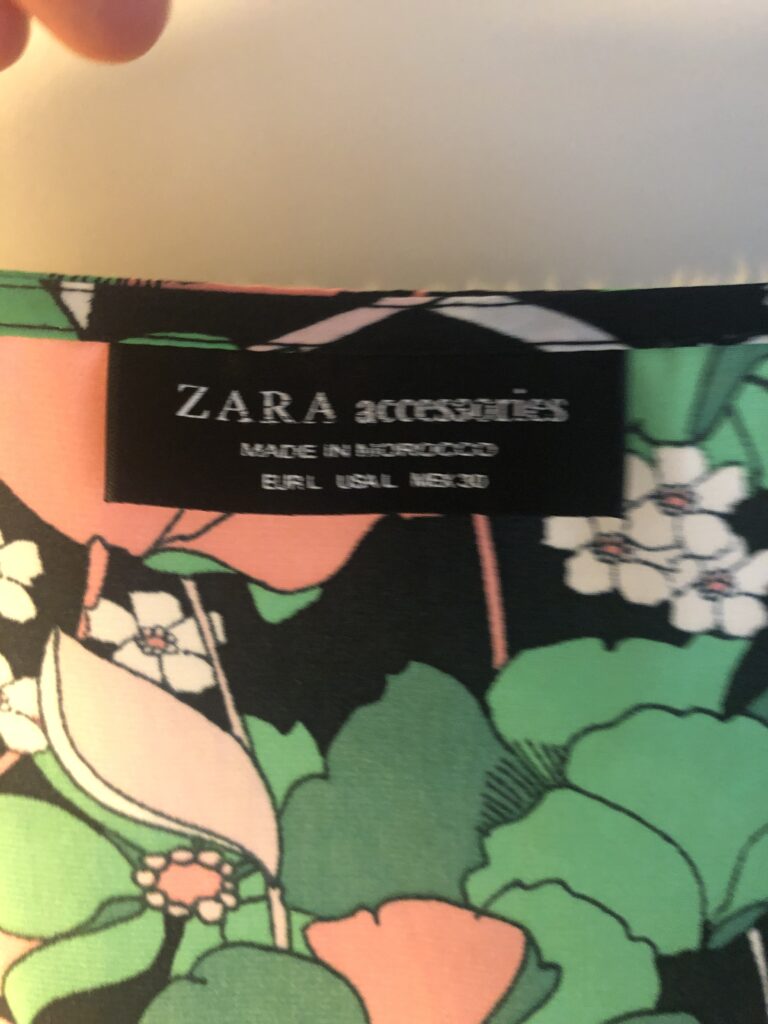 ZARA accessories
MADE IN MOROCCO
EUR L USA L MEX 30